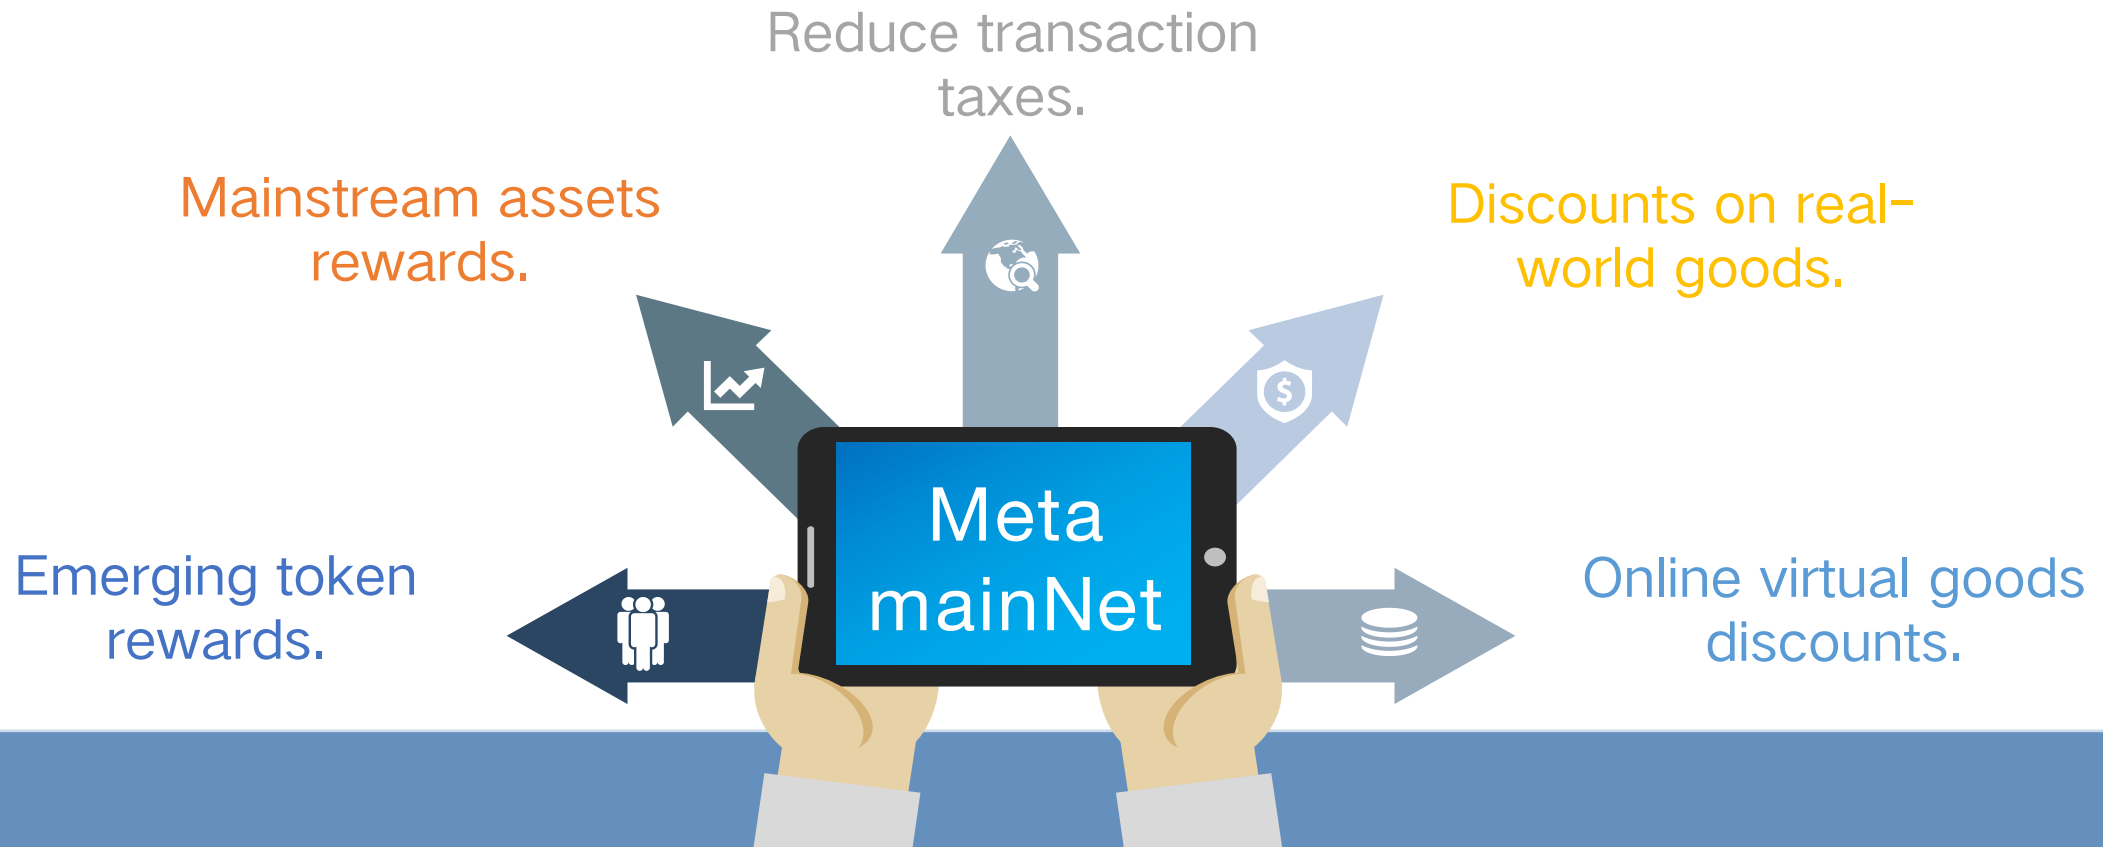 Reduce transaction
taxes.
Mainstream assets
rewards.
Discounts on real-
world goods.
Meta
mainNet
Emerging token
rewards.
Online virtual goods
discounts.